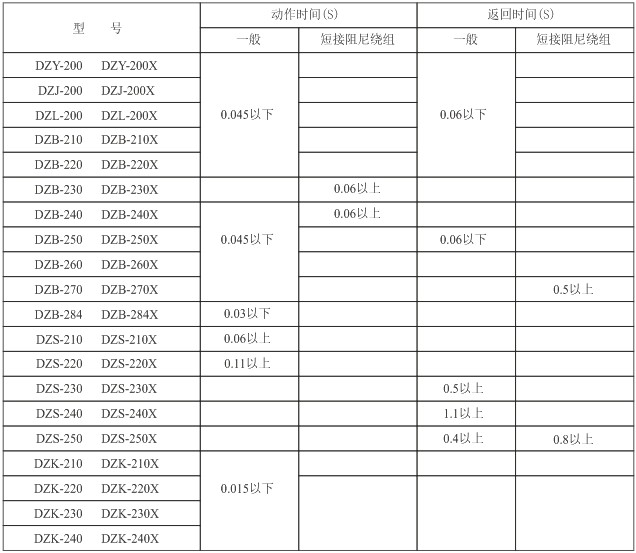 型 号 动作时间(S) 返回时间(S)
一般 短接阻尼绕组 一般 短接阻尼绕组
DZY-200 DZY-200X
DZJ-200 DZJ-200X
DZL-200 DZL-200X 0.045以下 0.06以下
DZB-210 DZB-210X
DZB-220 DZB-220X
DZB-230 DZB-230X 0.06以上
DZB-240 DZB-240X 0.06以上
DZB-250 DZB-250X 0.045以下 0.06以下
DZB-260 DZB-260X
DZB-270 DZB-270X 0.5以上
DZB-284 DZB-284X 0.03以下
DZS-210 DZS-210X 0.06以上
DZS-220 DZS-220X 0.11以上
DZS-230 DZS-230X 0.5以上
DZS-240 DZS-240X 1.1以上
DZS-250 DZS-250X 0.4以上 0.8以上
DZK-210 DZK-210X
DZK-220 DZK-220X 0.015以下
DZK-230 DZK-230X
DZK-240 DZK-240X